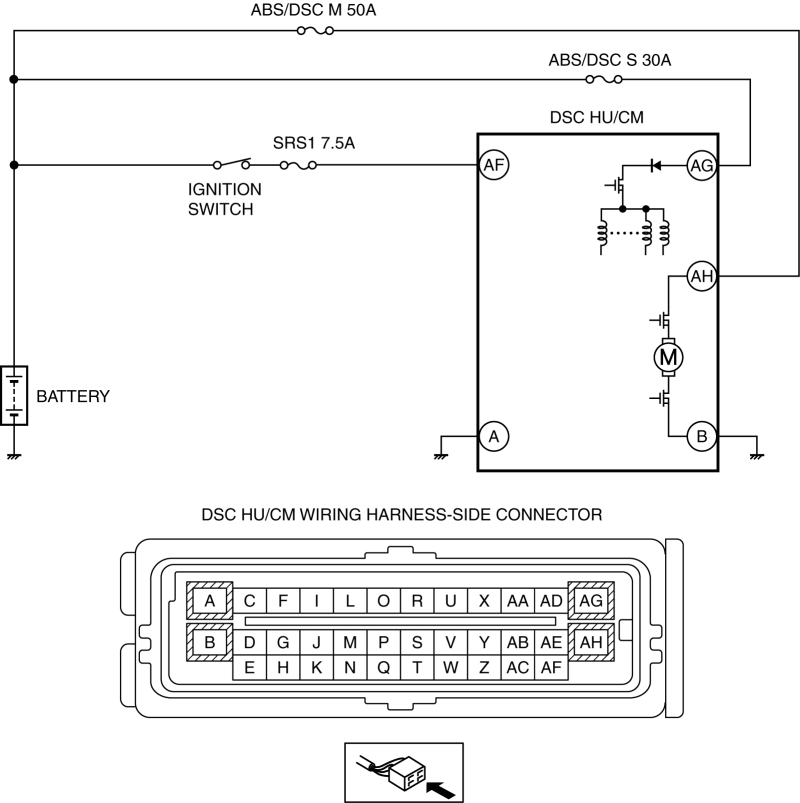 ABS/DSC M 50A
ABS/DSC S 30A
DSC HU/CM
SRS1 7.5A
AF
AG
IGNITION
SWITCH
AH
M
BATTERY
A
B
DSC HU/CM WIRING HARNESS-SIDE CONNECTOR
A C F I L O R U X AA AD AG
B D G J M P S V Y AB AE AH
E H K N Q T W Z AC AF